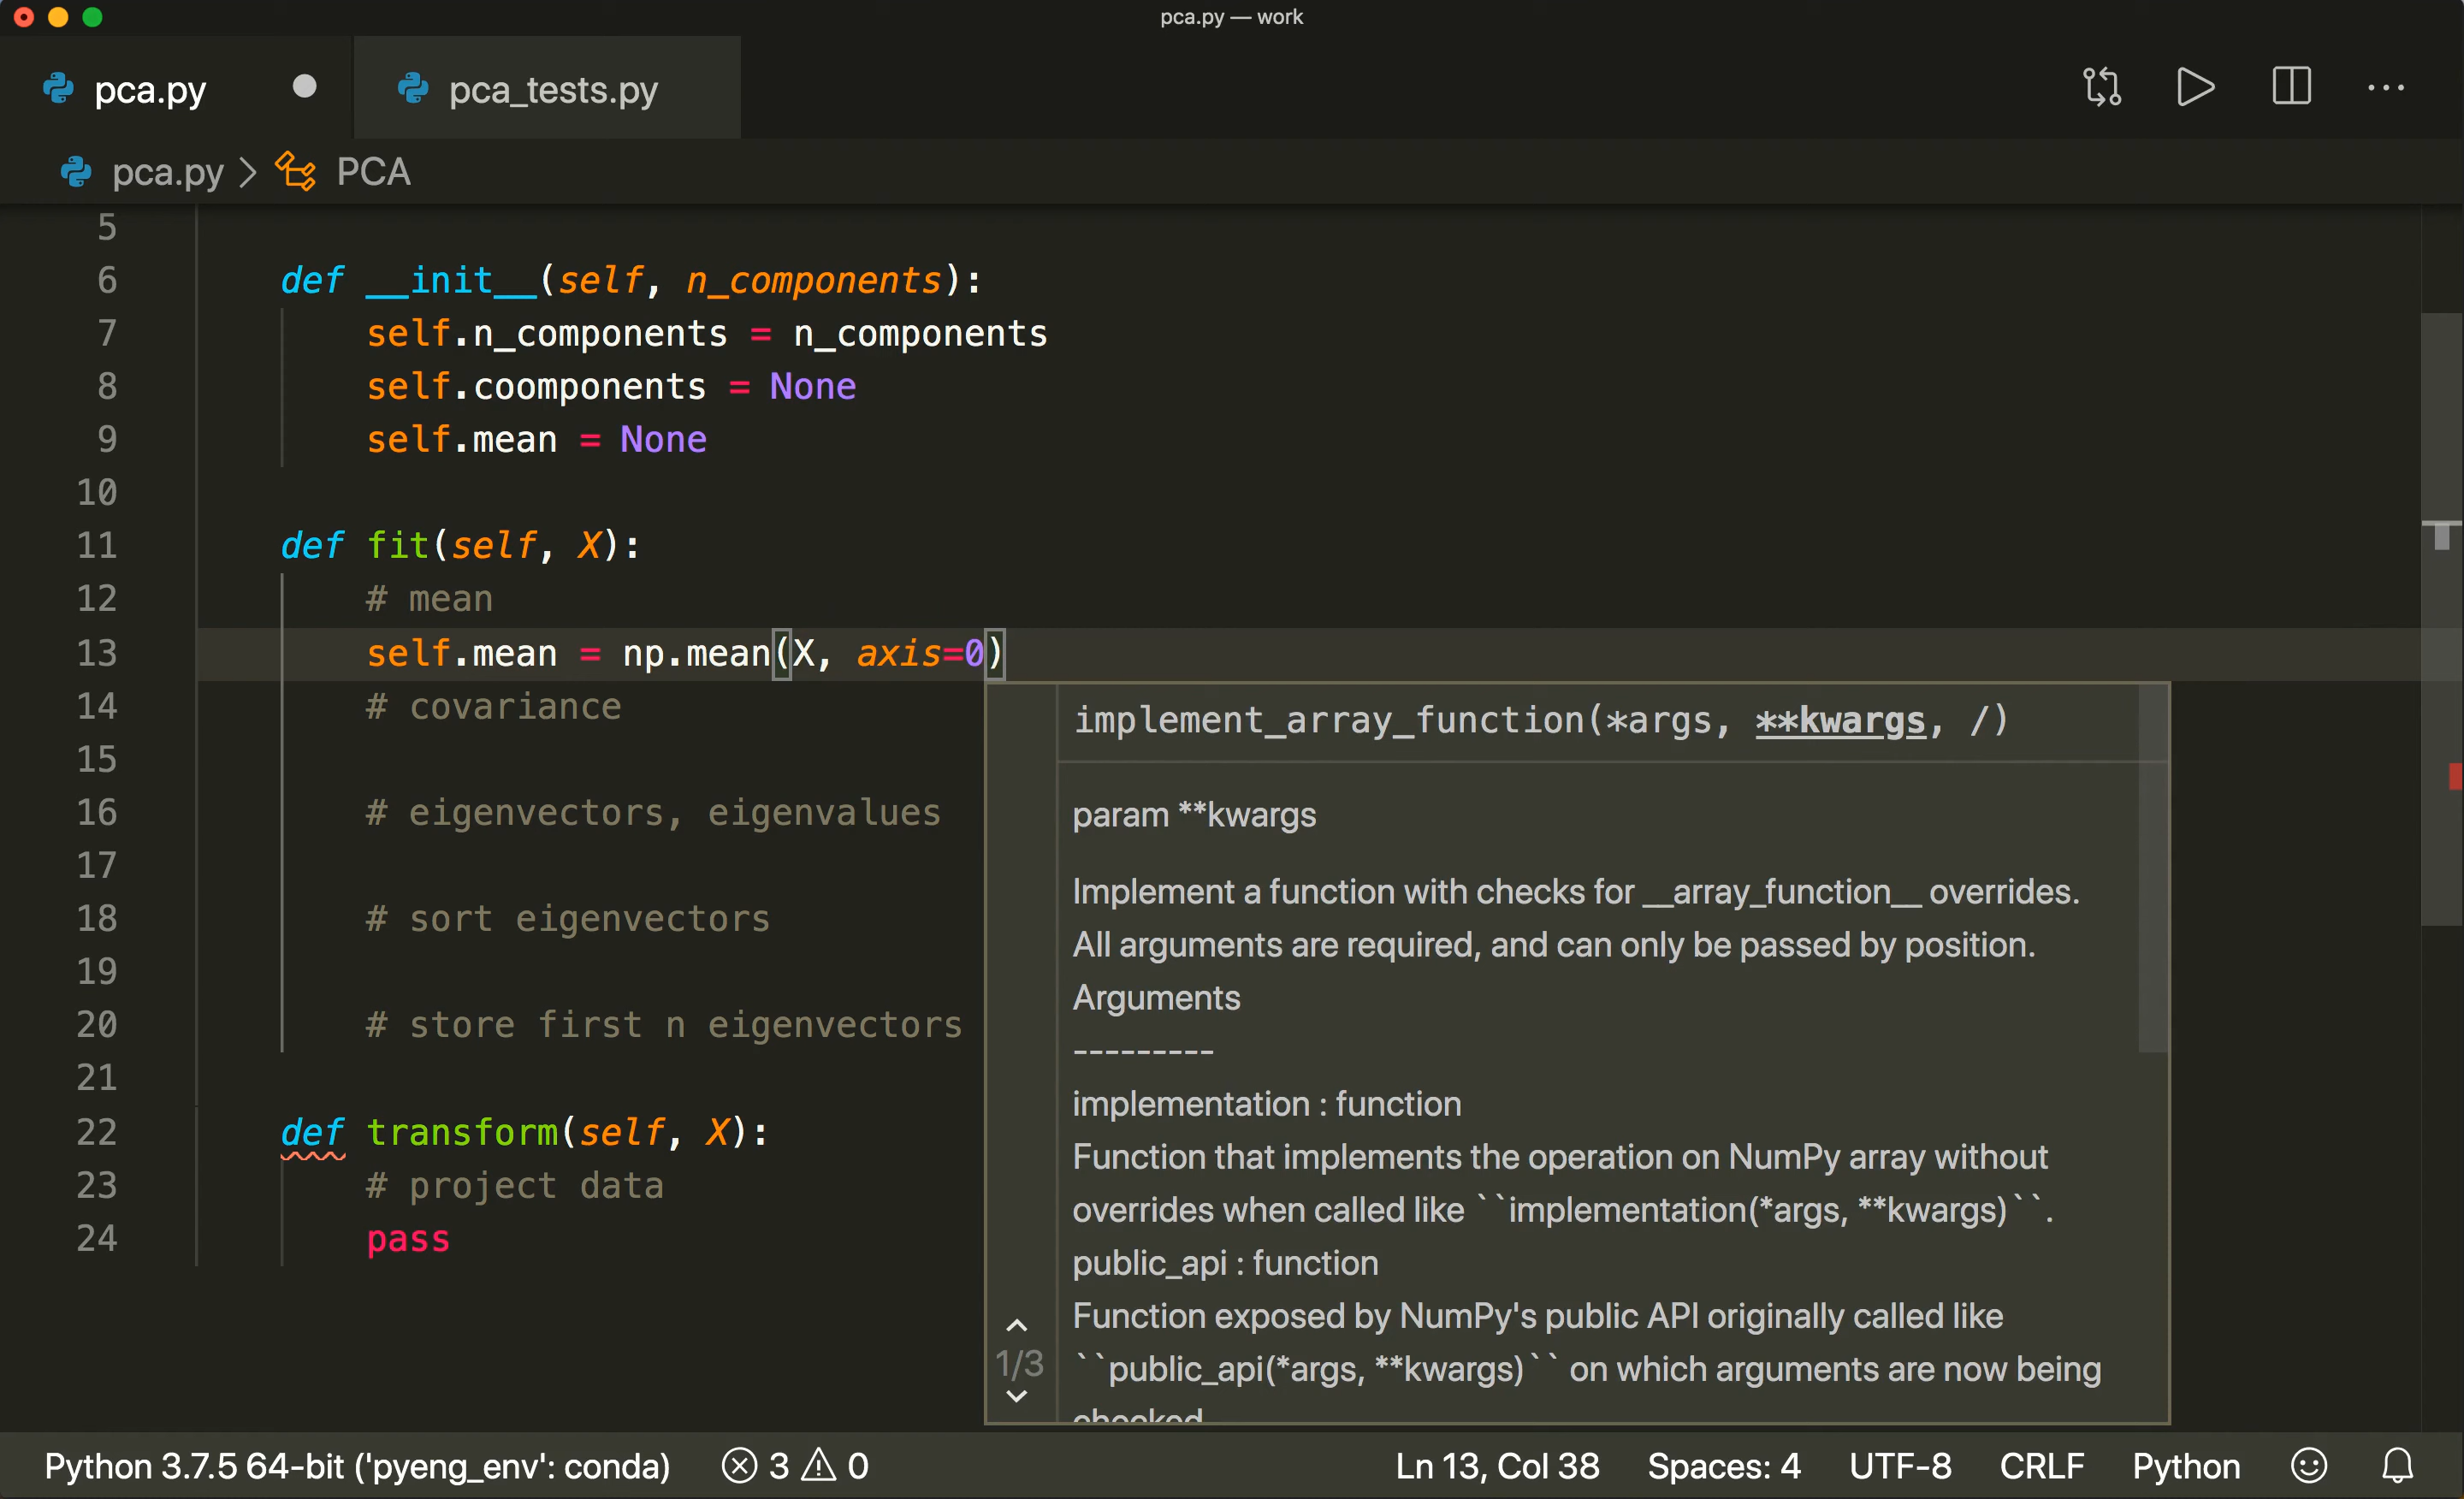 pca.py — work
pca.py
pca_tests.py
pca.py > PCA
5
6 def __init__(self, n_components):
7 self.n_components = n_components
8 self.coomponents = None
9 self.mean = None
10
11 def fit(self, X):
12 # mean
13 self.mean = np.mean(X, axis=0)
14 # covariance
15
16 # eigenvectors, eigenvalues
17
18 # sort eigenvectors
19
20 # store first n eigenvectors
21
22 def transform(self, X):
23 # project data
24 pass
implement_array_function(*args, **kwargs, /)
param **kwargs
Implement a function with checks for __array_function__ overrides.
All arguments are required, and can only be passed by position.
Arguments
---------
implementation : function
Function that implements the operation on NumPy array without
overrides when called like ``implementation(*args, **kwargs)``.
public_api : function
Function exposed by NumPy's public API originally called like
``public_api(*args, **kwargs)`` on which arguments are now being
checked
1/3
Python 3.7.5 64-bit ('pyeng_env': conda) 3 0 Ln 13, Col 38 Spaces: 4 UTF-8 CRLF Python